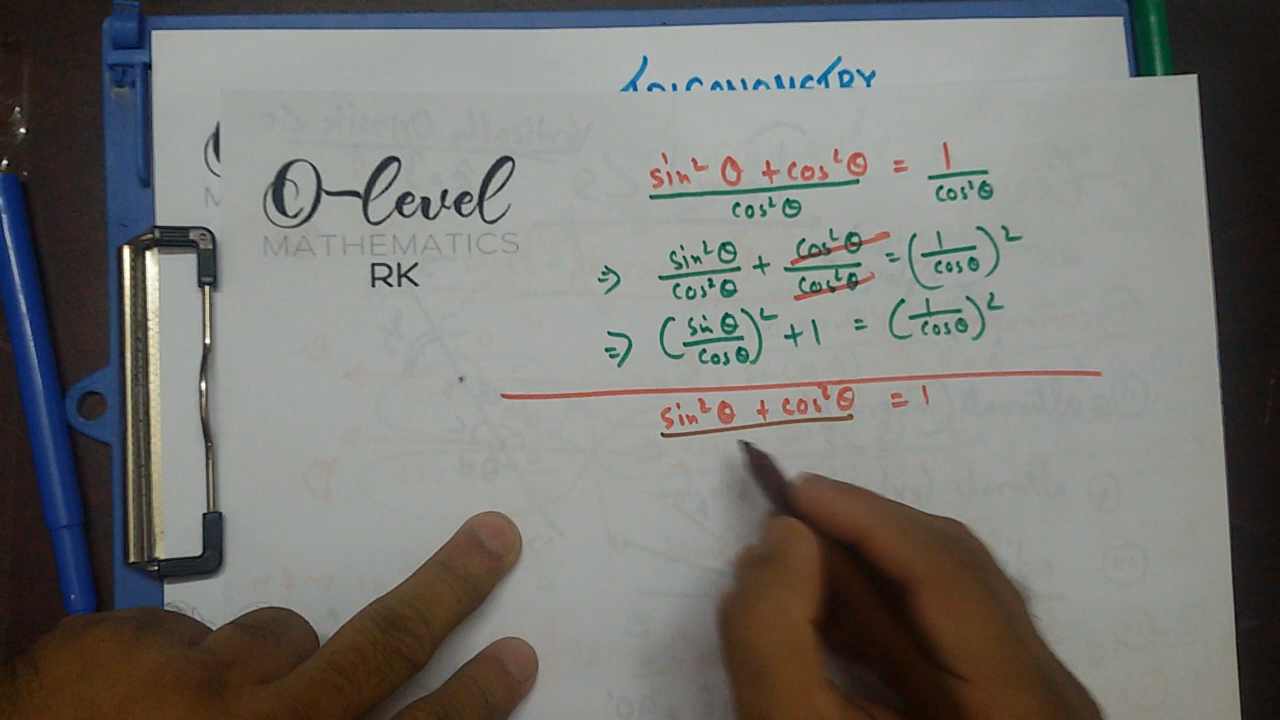 TRIGONOMETRY
O-level
MATHEMATICS
RK
sin²θ + cos²θ / cos²θ = 1 / cos²θ
⇒ sin²θ / cos²θ + cos²θ / cos²θ = (1 / cosθ)²
⇒ (sinθ / cosθ)² + 1 = (1 / cosθ)²
sin²θ + cos²θ = 1